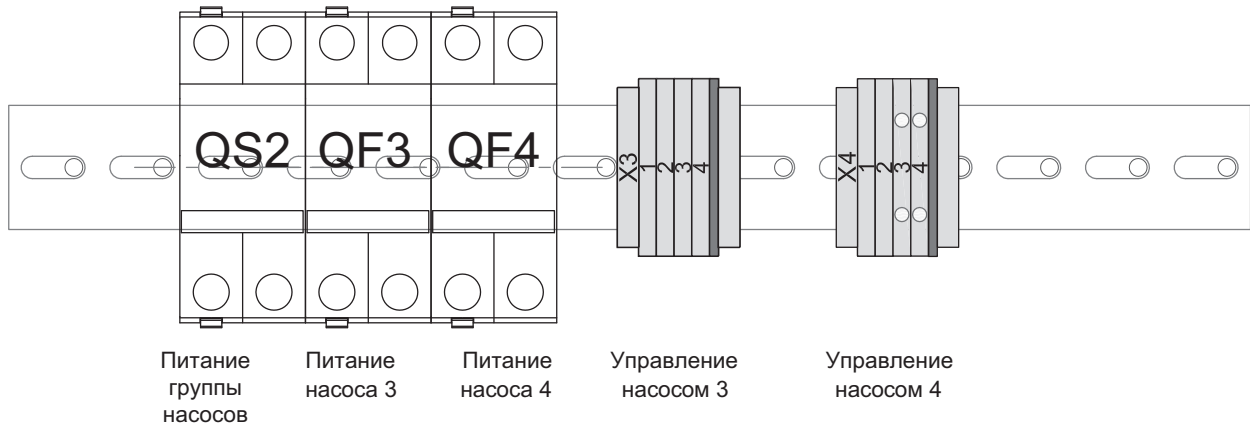 QS2 QF3 QF4
X3 1 2 3 4
X4 1 2 3 4
Питание
группы
насосов
Питание
насоса 3
Питание
насоса 4
Управление
насосом 3
Управление
насосом 4